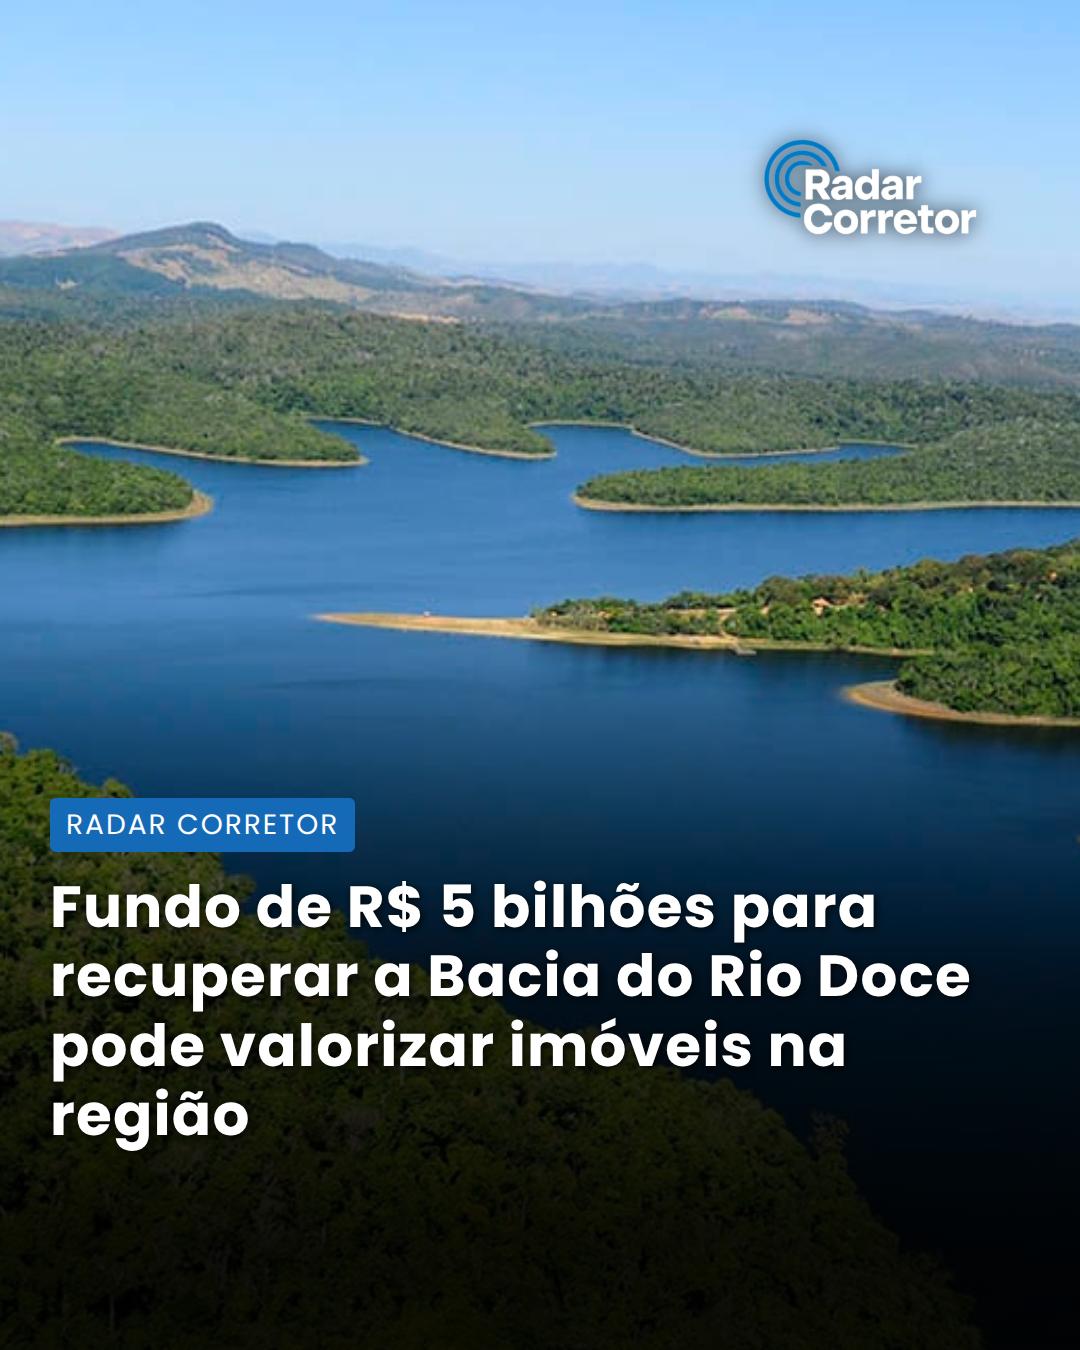 Radar
Corretor
RADAR CORRETOR
Fundo de R$ 5 bilhões para
recuperar a Bacia do Rio Doce
pode valorizar imóveis na
região